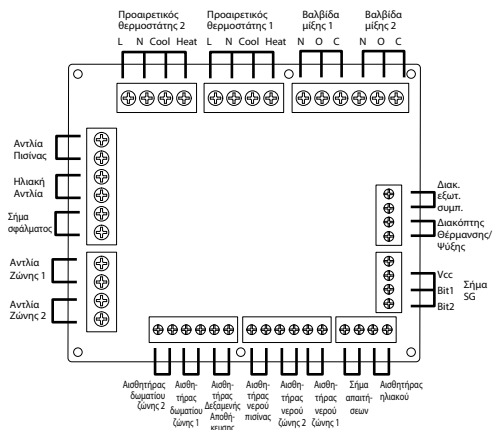 Προαιρετικός
θερμοστάτης 2
Προαιρετικός
θερμοστάτης 1
Βαλβίδα
μίξης 1
Βαλβίδα
μίξης 2
L N Cool Heat
L N Cool Heat
N O C
N O C
Αντλία
Πισίνας
Ηλιακή
Αντλία
Σήμα
σφάλματος
Αντλία
Ζώνης 1
Αντλία
Ζώνης 2
Διακ.
εξωτ.
συμπ.
Διακόπτης
Θέρμανσης/
Ψύξης
Vcc
Bit1
Bit2
Σήμα
SG
Αισθητήρας
δωματίου
ζώνης 2
Αισθη-
τήρας
δωματίου
ζώνης 1
Αισθη-
τήρας
Δεξαμενής
Αποθή-
κευσης
Αισθη-
τήρας
νερού
πισίνας
Αισθη-
τήρας
νερού
ζώνης 2
Αισθη-
τήρας
νερού
ζώνης 1
Σήμα
απαιτή-
σεων
Αισθητήρας
ηλιακού